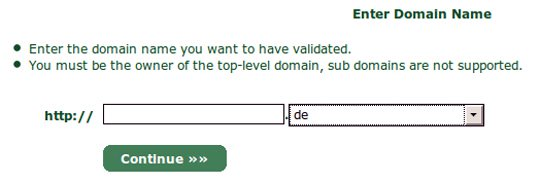 Enter Domain Name
Enter the domain name you want to have validated.
You must be the owner of the top-level domain, sub domains are not supported.
http:// . de
Continue »»